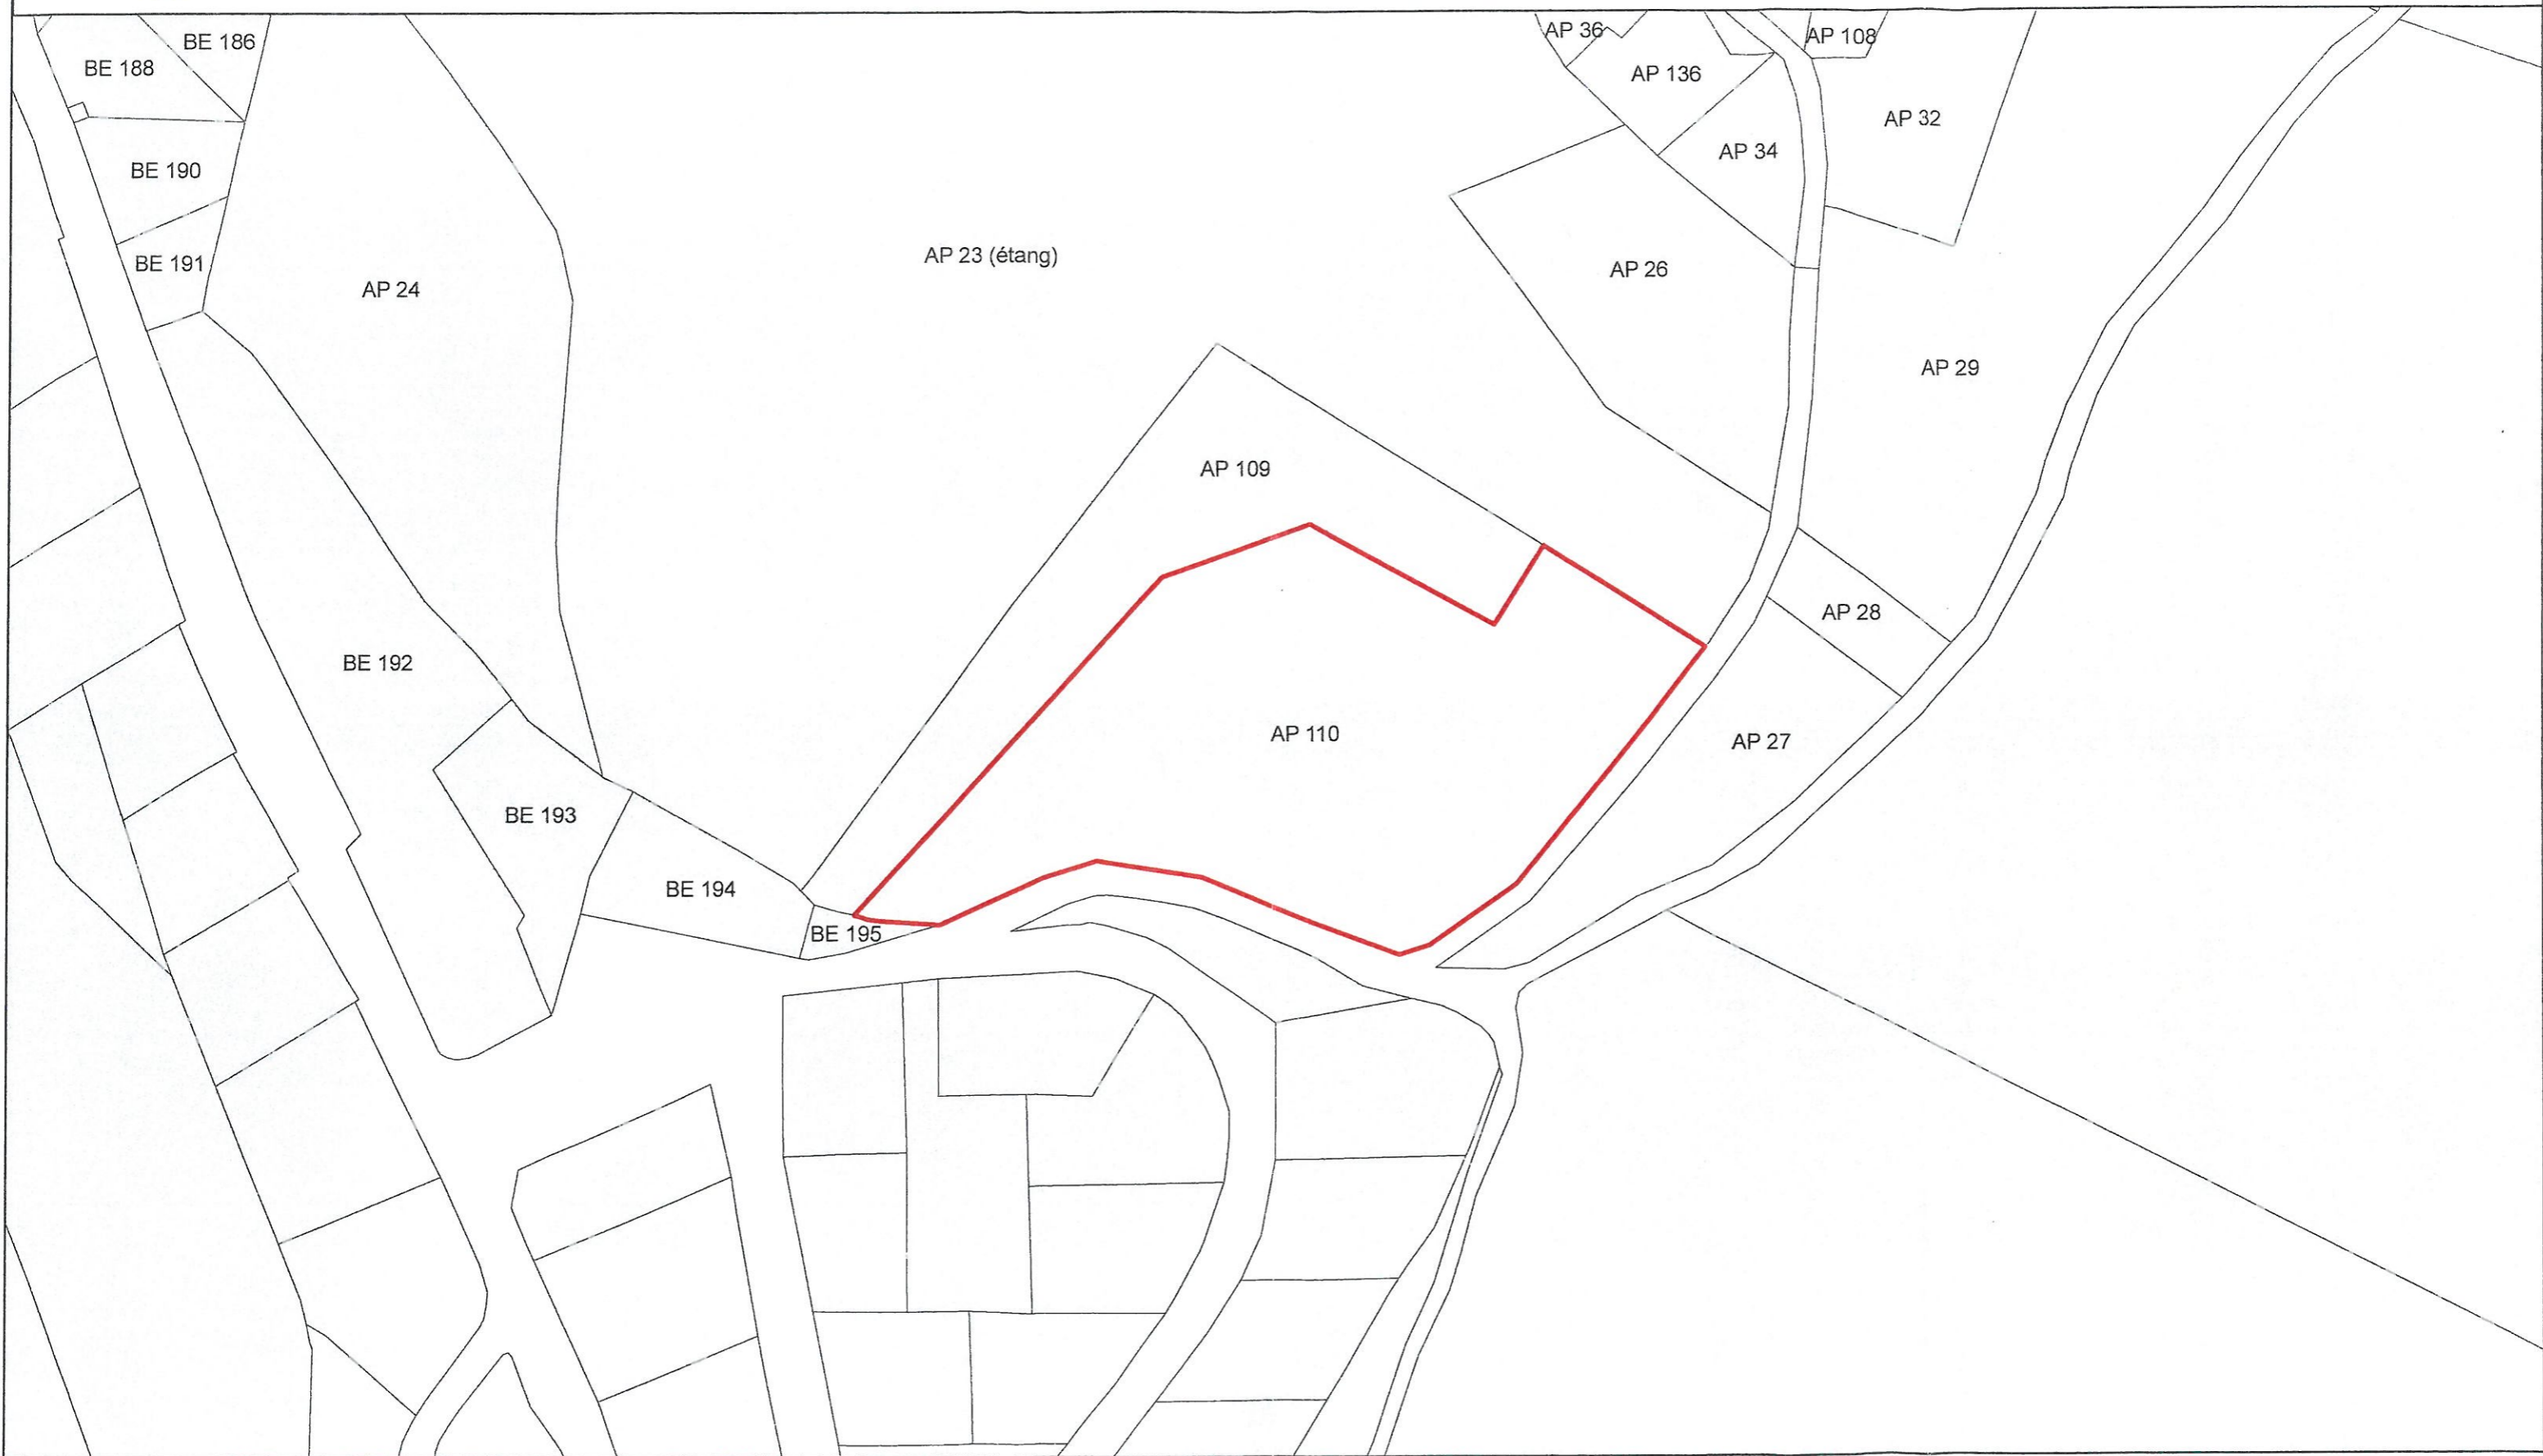 AP 36
AP 108
BE 186
BE 188
AP 136
AP 32
AP 34
BE 190
AP 23 (étang)
BE 191
AP 26
AP 24
AP 29
AP 109
AP 28
BE 192
AP 110
AP 27
BE 193
BE 194
BE 195